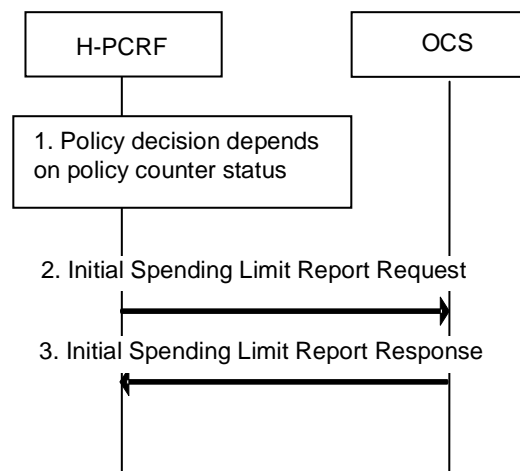 H-PCRF
OCS
1. Policy decision depends
on policy counter status
2. Initial Spending Limit Report Request
3. Initial Spending Limit Report Response